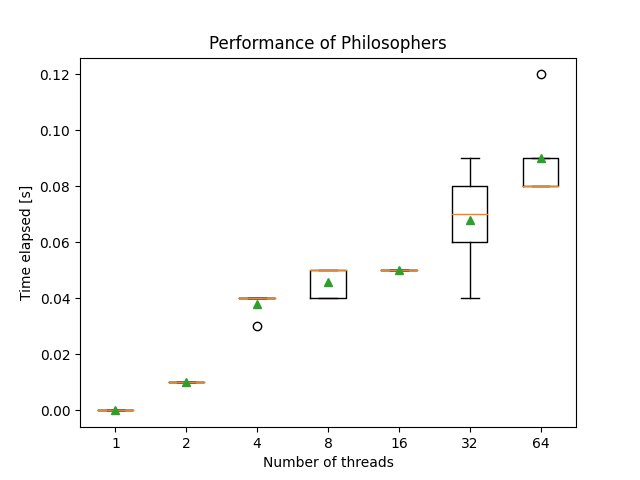 Performance of Philosophers
Time elapsed [s]
0.12
0.10
0.08
0.06
0.04
0.02
0.00
1 2 4 8 16 32 64
Number of threads